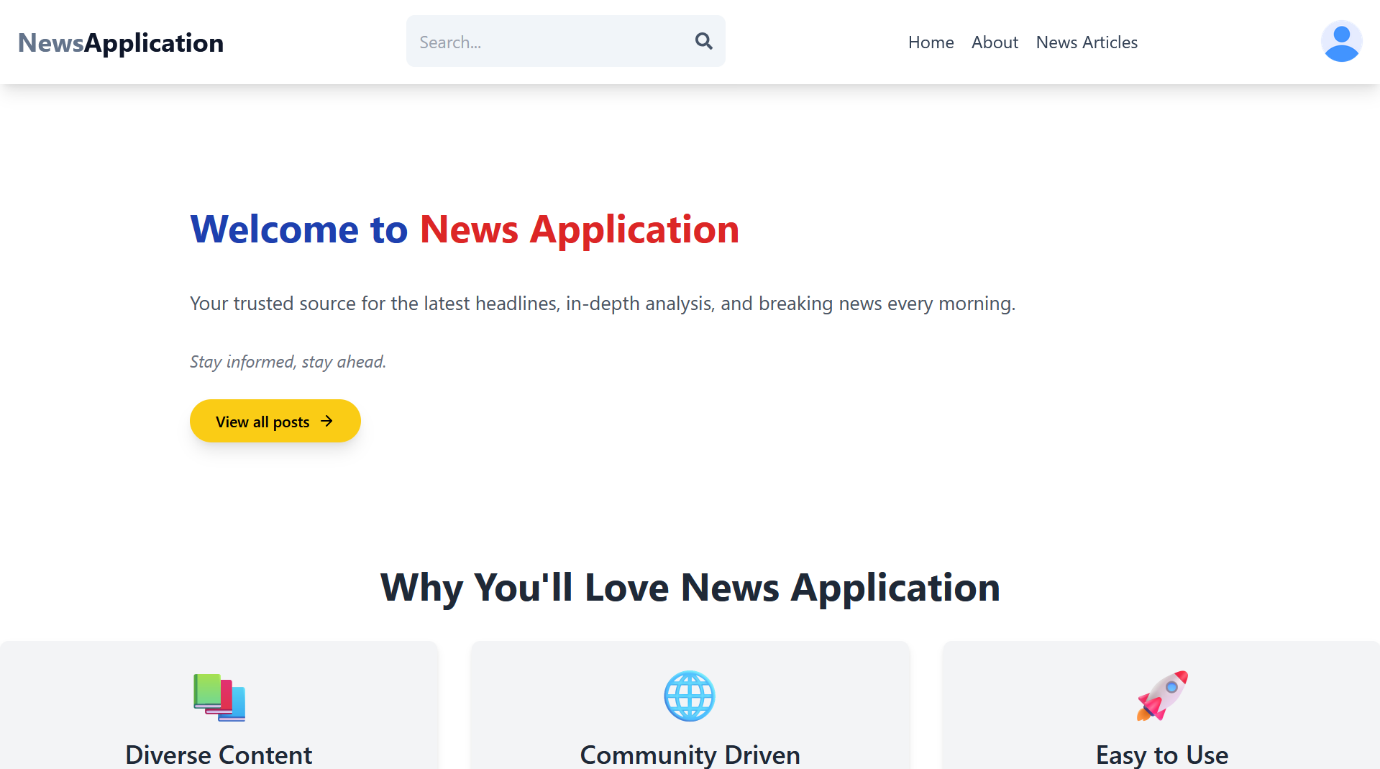 NewsApplication
Search...
Home
About
News Articles
Welcome to News Application
Your trusted source for the latest headlines, in-depth analysis, and breaking news every morning.
Stay informed, stay ahead.
View all posts →
Why You'll Love News Application
Diverse Content
Community Driven
Easy to Use